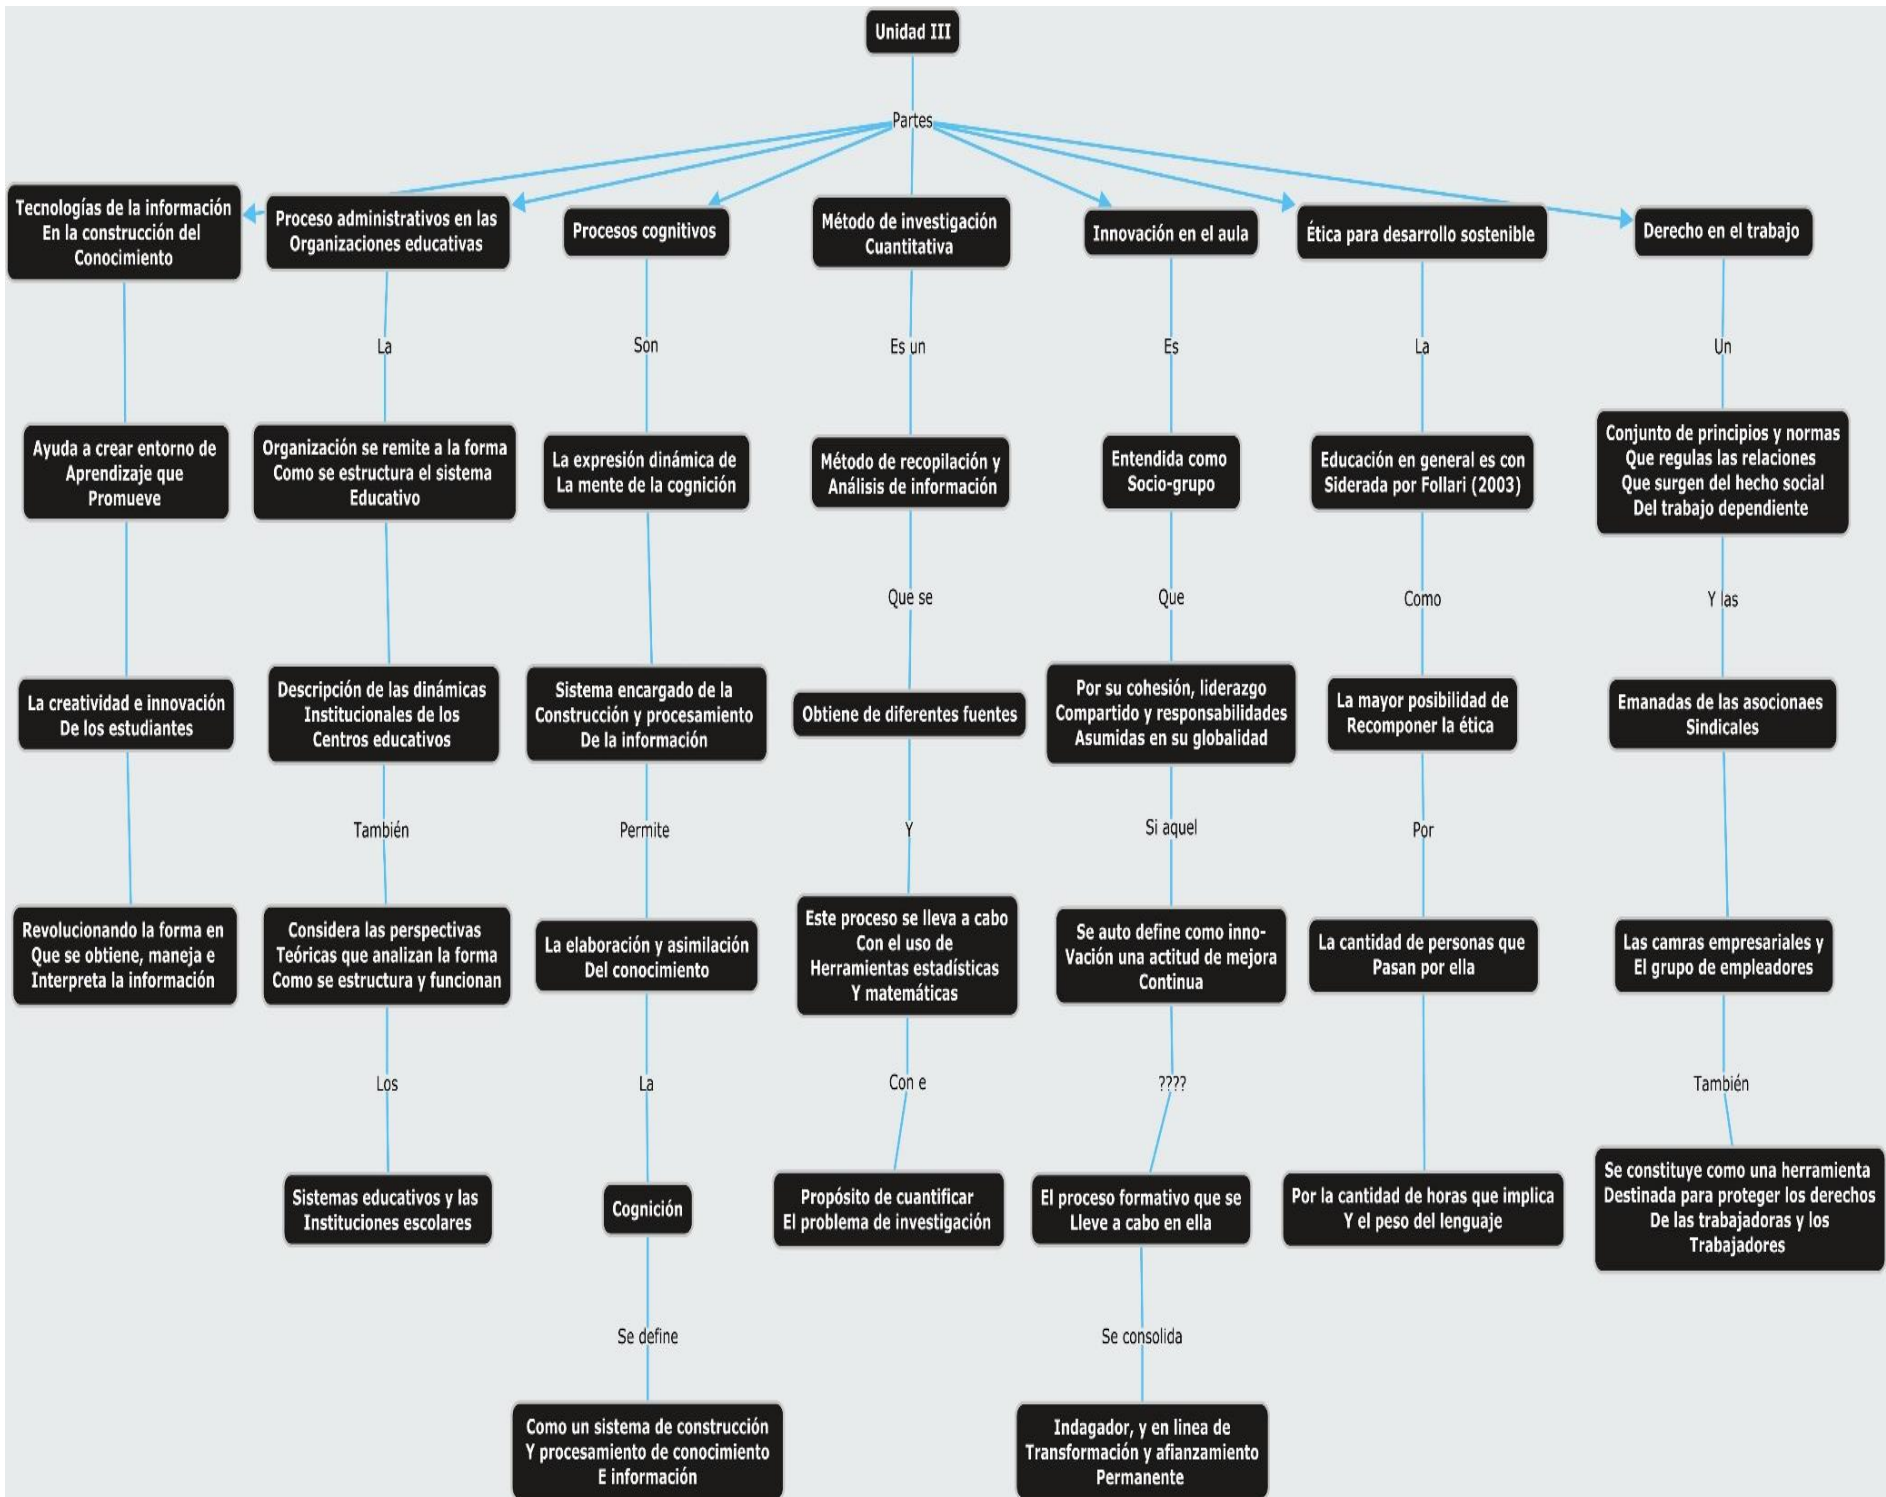 Unidad III
Partes
Tecnologías de la información
En la construcción del
Conocimiento
Ayuda a crear entorno de
Aprendizaje que
Promueve
La creatividad e innovación
De los estudiantes
Revolucionando la forma en
Que se obtiene, maneja e
Interpreta la información
Proceso administrativos en las
Organizaciones educativas
La
Organización se remite a la forma
Como se estructura el sistema
Educativo
Descripción de las dinámicas
Institucionales de los
Centros educativos
También
Considera las perspectivas
Teóricas que analizan la forma
Como se estructura y funcionan
Los
Sistemas educativos y las
Instituciones escolares
Procesos cognitivos
Son
La expresión dinámica de
La mente de la cognición
Sistema encargado de la
Construcción y procesamiento
De la información
Permite
La elaboración y asimilación
Del conocimiento
La
Cognición
Se define
Como un sistema de construcción
Y procesamiento de conocimiento
E información
Método de investigación
Cuantitativa
Es un
Método de recopilación y
Análisis de información
Que se
Obtiene de diferentes fuentes
Y
Este proceso se lleva a cabo
Con el uso de
Herramientas estadísticas
Y matemáticas
Con e
Propósito de cuantificar
El problema de investigación
Innovación en el aula
Es
Entendida como
Socio-grupo
Que
Por su cohesión, liderazgo
Compartido y responsabilidades
Asumidas en su globalidad
Si aquel
Se auto define como inno-
Vación una actitud de mejora
Continua
????
El proceso formativo que se
Lleve a cabo en ella
Se consolida
Indagador, y en linea de
Transformación y afianzamiento
Permanente
Ética para desarrollo sostenible
La
Educación en general es con
Siderada por Follari (2003)
Como
La mayor posibilidad de
Recomponer la ética
Por
La cantidad de personas que
Pasan por ella
Por la cantidad de horas que implica
Y el peso del lenguaje
Derecho en el trabajo
Un
Conjunto de principios y normas
Que regulas las relaciones
Que surgen del hecho social
Del trabajo dependiente
Y las
Emanadas de las asocionaes
Sindicales
Las camras empresariales y
El grupo de empleadores
También
Se constituye como una herramienta
Destinada para proteger los derechos
De las trabajadoras y los
Trabajadores